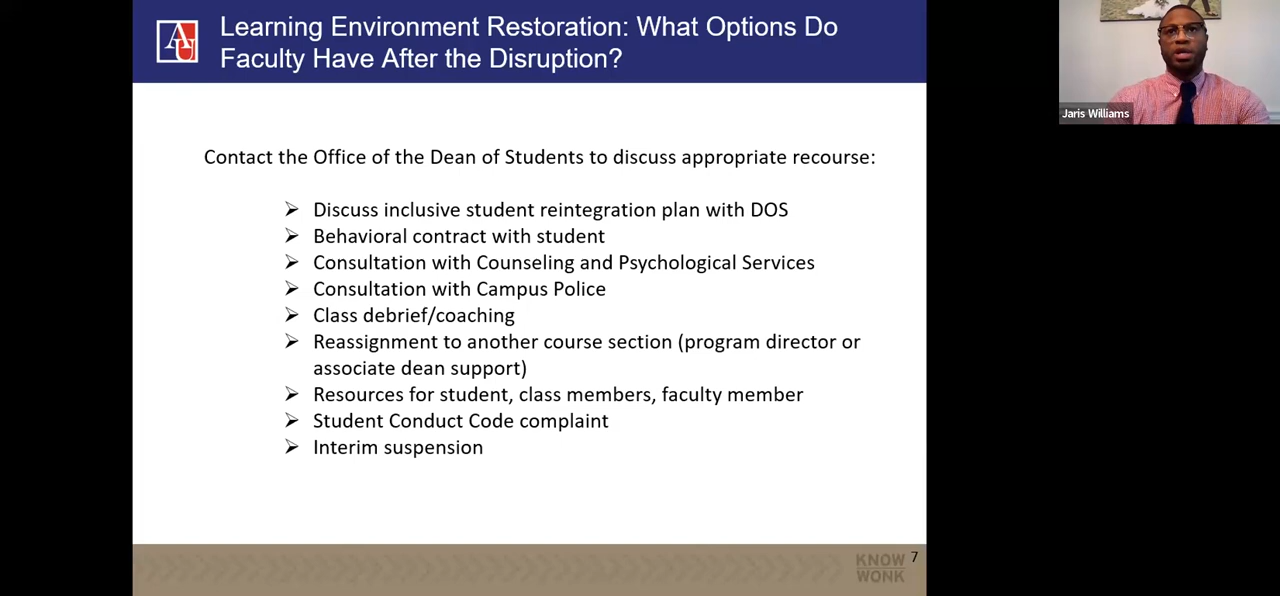 AU
Learning Environment Restoration: What Options Do
Faculty Have After the Disruption?
Jaris Williams
Contact the Office of the Dean of Students to discuss appropriate recourse:
➢ Discuss inclusive student reintegration plan with DOS
➢ Behavioral contract with student
➢ Consultation with Counseling and Psychological Services
➢ Consultation with Campus Police
➢ Class debrief/coaching
➢ Reassignment to another course section (program director or
associate dean support)
➢ Resources for student, class members, faculty member
➢ Student Conduct Code complaint
➢ Interim suspension
KNOW
WONK
7